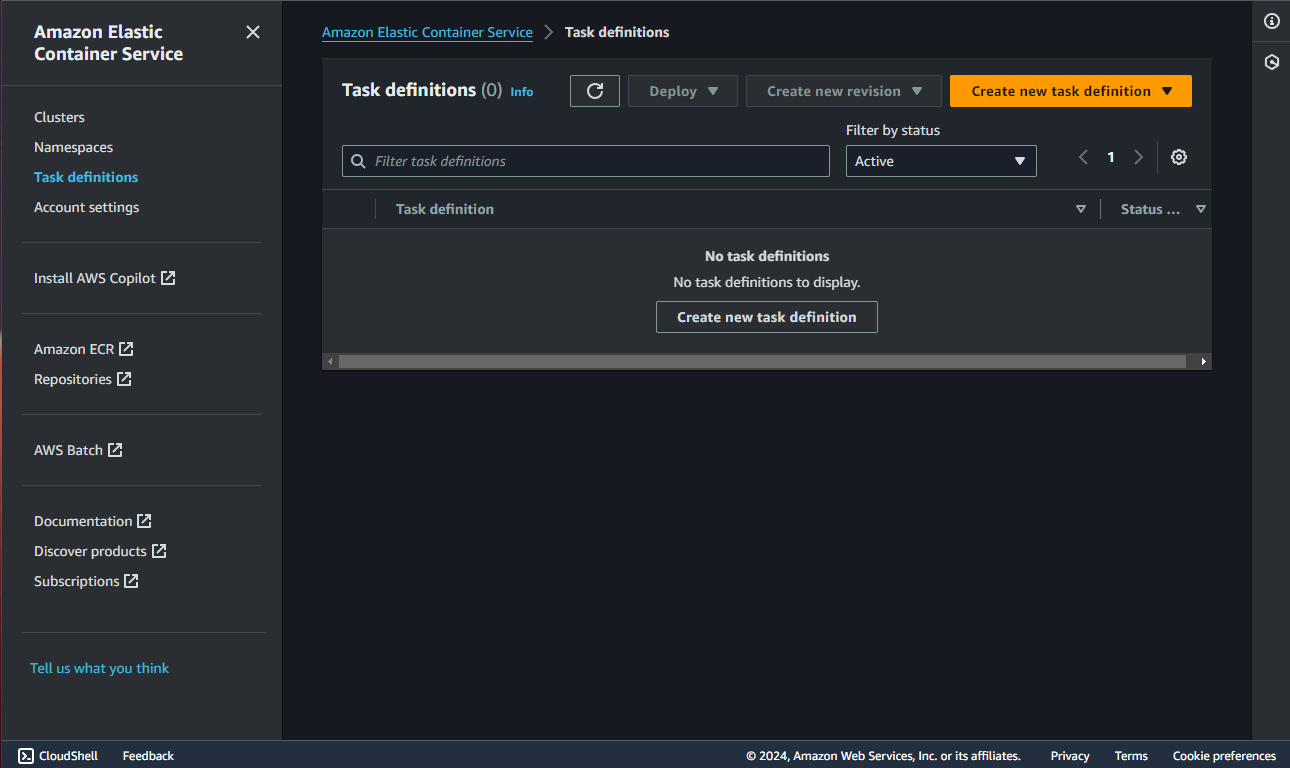 Amazon Elastic
Container Service
Clusters
Namespaces
Task definitions
Account settings
Install AWS Copilot
Amazon ECR
Repositories
AWS Batch
Documentation
Discover products
Subscriptions
Tell us what you think
Amazon Elastic Container Service > Task definitions
Task definitions (0) Info
Deploy
Create new revision
Create new task definition
Filter by status
Filter task definitions
Active
1
Task definition
Status ...
No task definitions
No task definitions to display.
Create new task definition
CloudShell Feedback
© 2024, Amazon Web Services, Inc. or its affiliates. Privacy Terms Cookie preferences